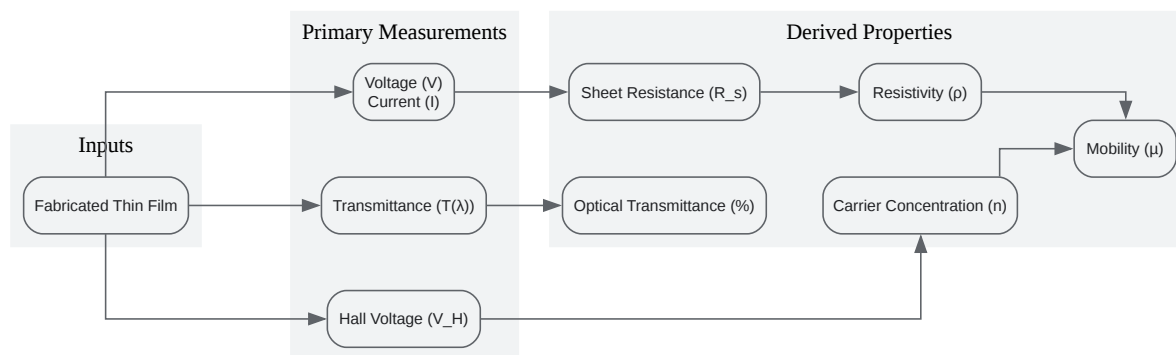 Primary Measurements
Derived Properties
Voltage (V)
Current (I)
Sheet Resistance (R_s)
Resistivity (ρ)
Inputs
Mobility (μ)
Fabricated Thin Film
Transmittance (T(λ))
Optical Transmittance (%)
Carrier Concentration (n)
Hall Voltage (V_H)